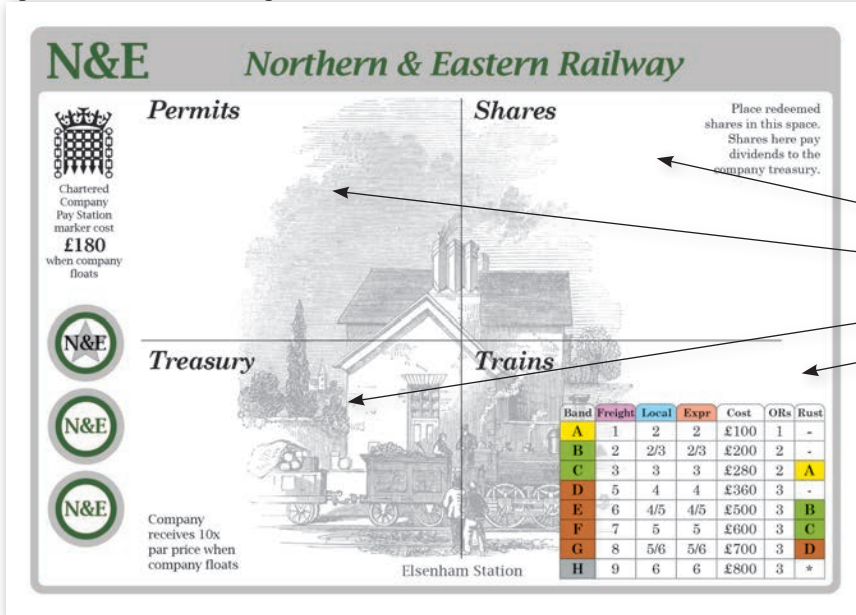 N&E
Northern & Eastern Railway
Permits
Shares
Place redeemed
shares in this space.
Shares here pay
dividends to the
company treasury.
Chartered
Company
Pay Station
marker cost
£180
when company
floats
N&E
N&E
N&E
Treasury
Trains
Company
receives 10x
par price when
company floats
Elsenham Station
Band Freight Local Expr Cost ORs Rust
A 1 2 2 £100 1 -
B 2 2/3 2/3 £200 2 -
C 3 3 3 £280 2 A
D 5 4 4 £360 3 -
E 6 4/5 4/5 £500 3 B
F 7 5 5 £600 3 C
G 8 5/6 5/6 £700 3 D
H 9 6 6 £800 3 *